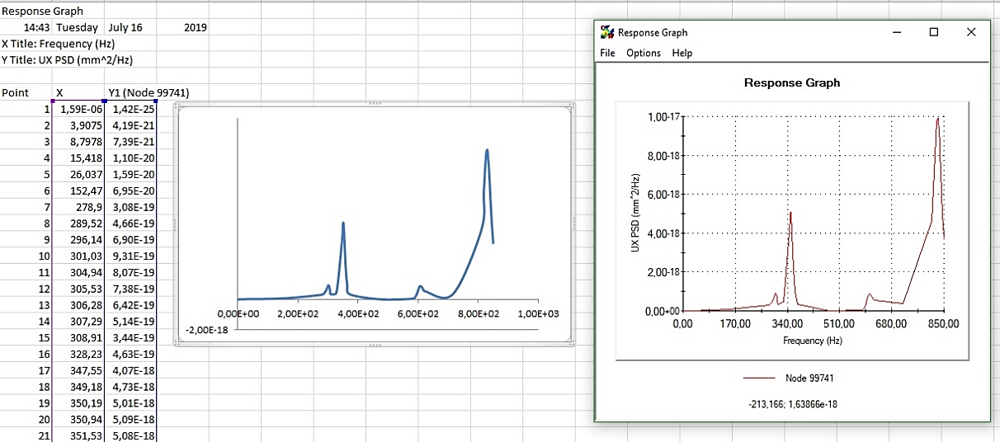 Response Graph
14:43 Tuesday July 16 2019
X Title: Frequency (Hz)
Y Title: UX PSD (mm^2/Hz)
Point X Y1 (Node 99741)
1 1,59E-06 1,42E-25
2 3,9075 4,19E-21
3 8,7978 7,39E-21
4 15,418 1,10E-20
5 26,037 1,59E-20
6 152,47 6,95E-20
7 278,9 3,08E-19
8 289,52 4,66E-19
9 296,14 6,90E-19
10 301,03 9,31E-19
11 304,94 8,07E-19
12 305,53 7,38E-19
13 306,28 6,42E-19
14 307,29 5,14E-19
15 308,91 3,44E-19
16 328,23 4,63E-19
17 347,55 4,07E-18
18 349,18 4,73E-18
19 350,19 5,01E-18
20 350,94 5,09E-18
21 351,53 5,08E-18
0,00E+00 2,00E+02 4,00E+02 6,00E+02 8,00E+02 1,00E+03
-2,00E-18
Response Graph
File Options Help
Response Graph
1,00-17
8,00-18
6,00-18
4,00-18
2,00-18
0,00+00
UX PSD (mm^2/Hz)
0,00 170,00 340,00 510,00 680,00 850,00
Frequency (Hz)
Node 99741
-213,166; 1,63866e-18